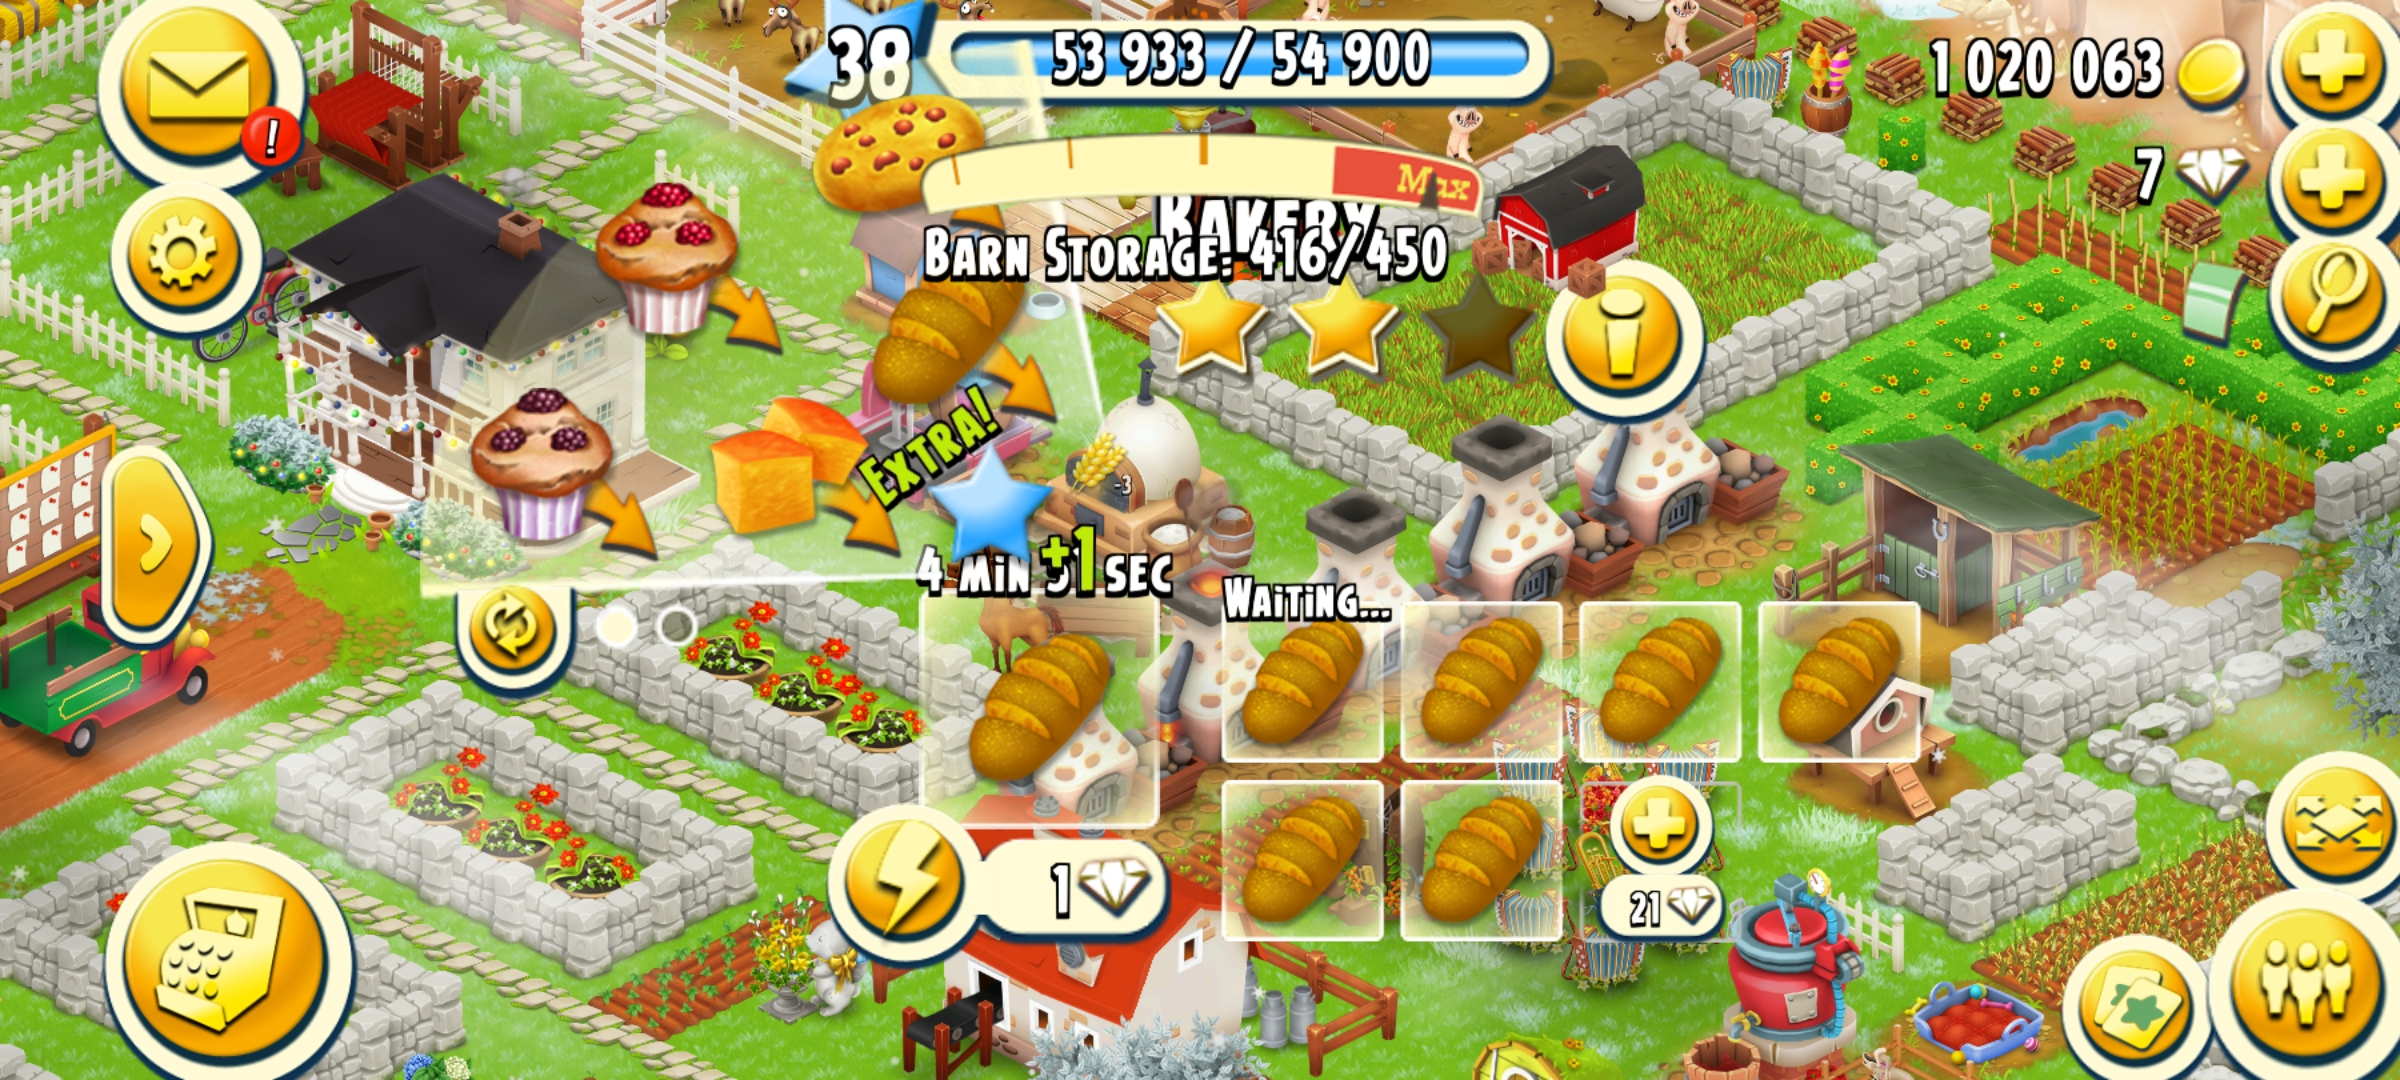 38
53 933 / 54 900
1 020 063
7
!
Max
BAKERY
BARN STORAGE: 416/450
EXTRA!
-3
+1
4 MIN SEC
WAITING...
1
21